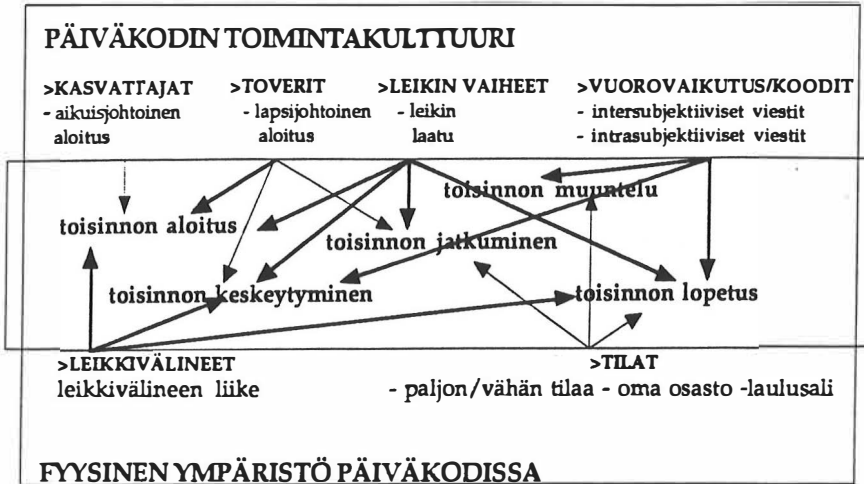 PÄIVÄKODIN TOIMINTAKULTTUURI
>KASVATTAJAT >TOVERIT >LEIKIN VAIHEET >VUOROVAIKUTUS/KOODIT
- aikuisjohtoinen - lapsijohtoinen - leikin - intersubjektiiviset viestit
aloitus aloitus laatu - intrasubjektiiviset viestit
toisinnon muuntelu
toisinnon aloitus
toisinnon jatkuminen
toisinnon keskeytyminen toisinnon lopetus
>LEIKKIVÄLINEET >TILAT
leikkivälineen liike - paljon/vähän tilaa - oma osasto -laulusali
FYYSINEN YMPÄRISTÖ PÄIVÄKODISSA